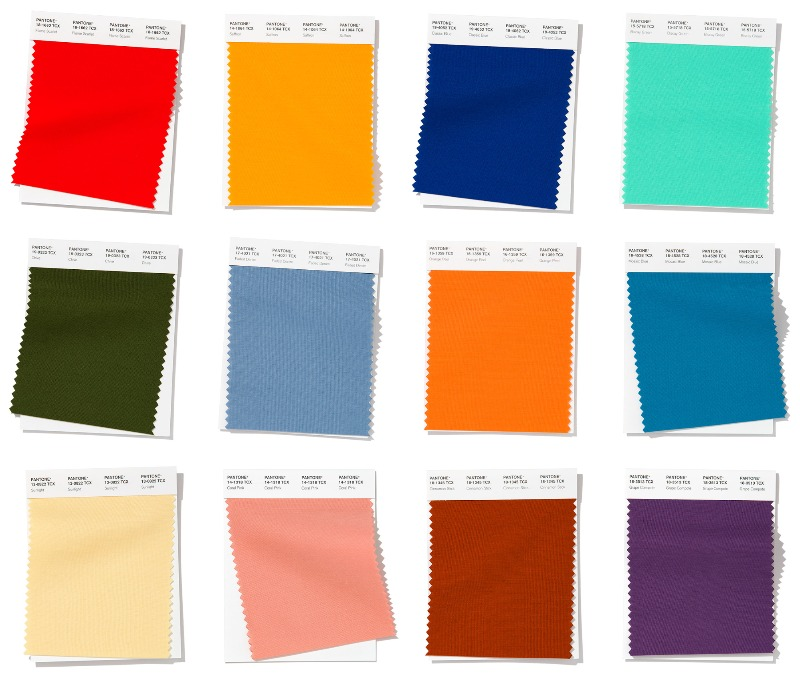 PANTONE® PANTONE® PANTONE® PANTONE®
18-1662 TCX 18-1662 TCX 18-1662 TCX 18-1662 TCX
Flame Scarlet Flame Scarlet Flame Scarlet Flame Scarlet
PANTONE® PANTONE® PANTONE® PANTONE®
14-1064 TCX 14-1064 TCX 14-1064 TCX 14-1064 TCX
Saffron Saffron Saffron Saffron
PANTONE® PANTONE® PANTONE® PANTONE®
19-4052 TCX 19-4052 TCX 19-4052 TCX 19-4052 TCX
Classic Blue Classic Blue Classic Blue Classic Blue
PANTONE® PANTONE® PANTONE® PANTONE®
15-5718 TCX 15-5718 TCX 15-5718 TCX 15-5718 TCX
Biscay Green Biscay Green Biscay Green Biscay Green
PANTONE® PANTONE® PANTONE® PANTONE®
19-0323 TCX 19-0323 TCX 19-0323 TCX 19-0323 TCX
Chive Chive Chive Chive
PANTONE® PANTONE® PANTONE® PANTONE®
17-4021 TCX 17-4021 TCX 17-4021 TCX 17-4021 TCX
Faded Denim Faded Denim Faded Denim Faded Denim
PANTONE® PANTONE® PANTONE® PANTONE®
16-1359 TCX 16-1359 TCX 16-1359 TCX 16-1359 TCX
Orange Peel Orange Peel Orange Peel Orange Peel
PANTONE® PANTONE® PANTONE® PANTONE®
18-4528 TCX 18-4528 TCX 18-4528 TCX 18-4528 TCX
Mosaic Blue Mosaic Blue Mosaic Blue Mosaic Blue
PANTONE® PANTONE® PANTONE® PANTONE®
13-0822 TCX 13-0822 TCX 13-0822 TCX 13-0822 TCX
Sunlight Sunlight Sunlight Sunlight
PANTONE® PANTONE® PANTONE® PANTONE®
14-1318 TCX 14-1318 TCX 14-1318 TCX 14-1318 TCX
Coral Pink Coral Pink Coral Pink Coral Pink
PANTONE® PANTONE® PANTONE® PANTONE®
18-1345 TCX 18-1345 TCX 18-1345 TCX 18-1345 TCX
Cinnamon Stick Cinnamon Stick Cinnamon Stick Cinnamon Stick
PANTONE® PANTONE® PANTONE® PANTONE®
18-3513 TCX 18-3513 TCX 18-3513 TCX 18-3513 TCX
Grape Compote Grape Compote Grape Compote Grape Compote